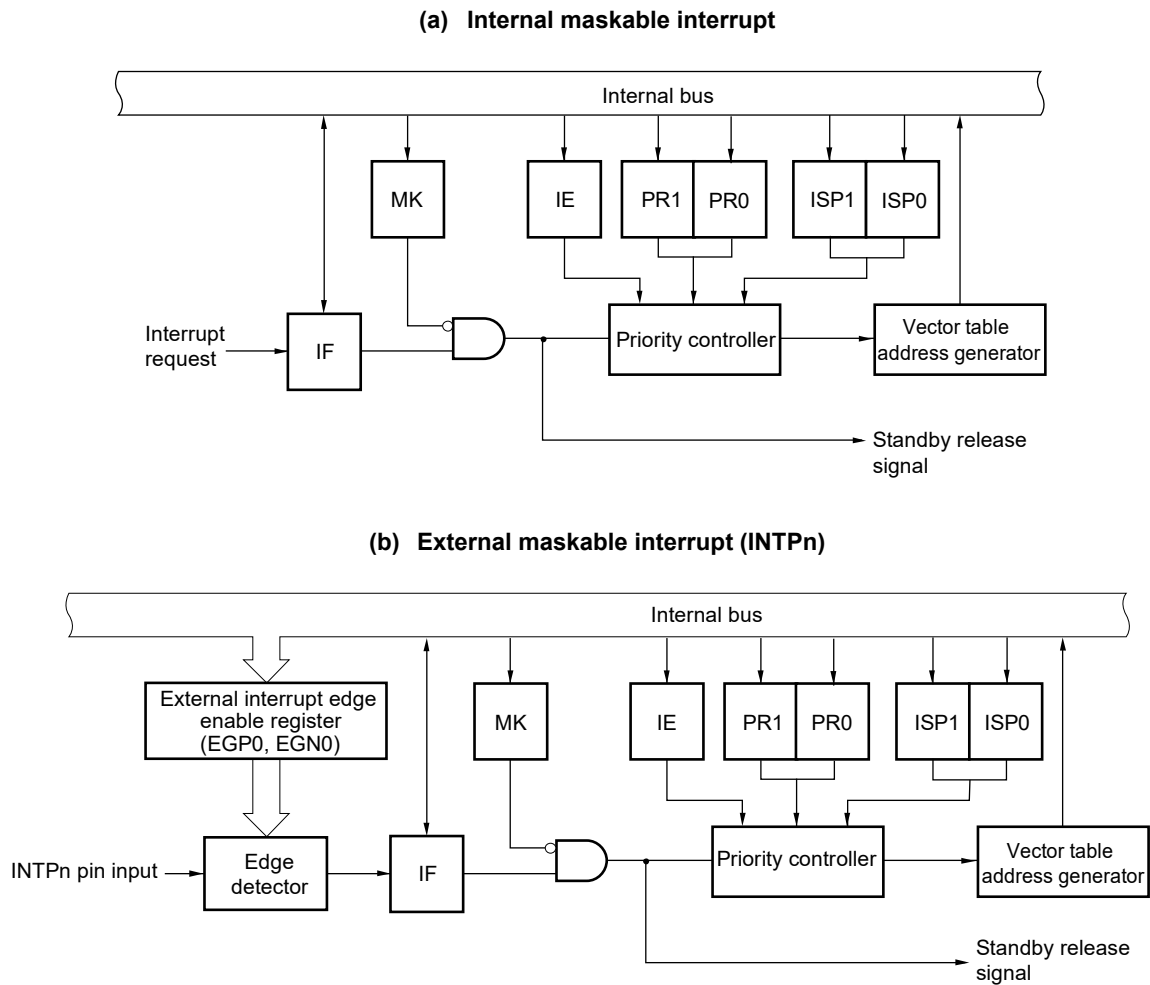 (a) Internal maskable interrupt
Internal bus
MK
IE
PR1
PR0
ISP1
ISP0
Interrupt
request
IF
Priority controller
Vector table
address generator
Standby release
signal
(b) External maskable interrupt (INTPn)
Internal bus
External interrupt edge
enable register
(EGP0, EGN0)
MK
IE
PR1
PR0
ISP1
ISP0
INTPn pin input
Edge
detector
IF
Priority controller
Vector table
address generator
Standby release
signal